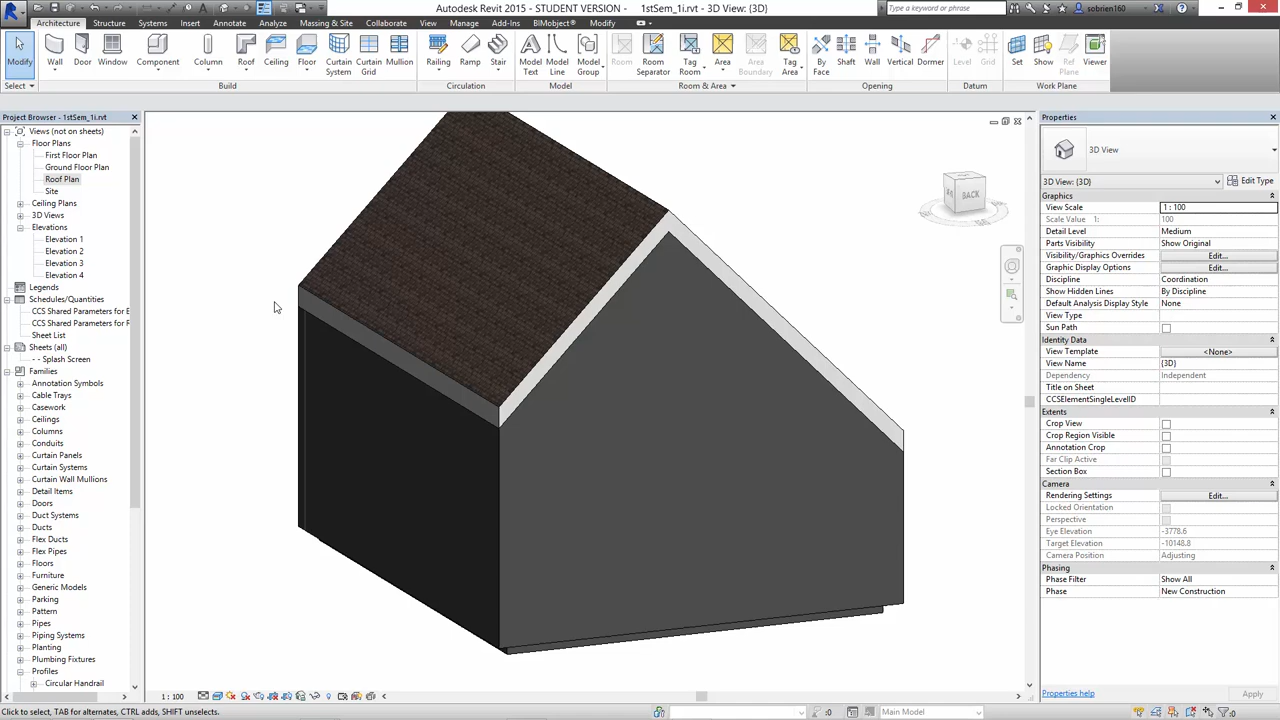 Autodesk Revit 2015 - STUDENT VERSION - 1stSem_1i.rvt - 3D View: {3D}
Type a keyword or phrase
sobrien160
Architecture Structure Systems Insert Annotate Analyze Massing & Site Collaborate View Manage Add-Ins BIMobject® Modify
Modify Wall Door Window Component Column Roof Ceiling Floor Curtain System Curtain Grid Mullion Railing Ramp Stair Model Text Model Line Model Group Room Room Separator Tag Room Area Area Boundary Tag Area By Face Shaft Wall Vertical Dormer Level Grid Set Show Ref Plane Viewer
Select Build Circulation Model Room & Area Opening Datum Work Plane
Project Browser - 1stSem_1i.rvt
Views (not on sheets)
Floor Plans
First Floor Plan
Ground Floor Plan
Roof Plan
Site
Ceiling Plans
3D Views
Elevations
Elevation 1
Elevation 2
Elevation 3
Elevation 4
Legends
Schedules/Quantities
CCS Shared Parameters for E
CCS Shared Parameters for F
Sheet List
Sheets (all)
- - Splash Screen
Families
Annotation Symbols
Cable Trays
Casework
Ceilings
Columns
Conduits
Curtain Panels
Curtain Systems
Curtain Wall Mullions
Detail Items
Doors
Duct Systems
Ducts
Flex Ducts
Flex Pipes
Floors
Furniture
Generic Models
Parking
Pattern
Pipes
Piping Systems
Planting
Plumbing Fixtures
Profiles
Circular Handrail
BACK
Properties
3D View
3D View: {3D} Edit Type
Graphics
View Scale 1 : 100
Scale Value 1: 100
Detail Level Medium
Parts Visibility Show Original
Visibility/Graphics Overrides Edit...
Graphic Display Options Edit...
Discipline Coordination
Show Hidden Lines By Discipline
Default Analysis Display Style None
View Type
Sun Path
Identity Data
View Template <None>
View Name {3D}
Dependency Independent
Title on Sheet
CCSElementSingleLevelID
Extents
Crop View
Crop Region Visible
Annotation Crop
Far Clip Active
Section Box
Camera
Rendering Settings Edit...
Locked Orientation
Perspective
Eye Elevation -3778.6
Target Elevation -10148.8
Camera Position Adjusting
Phasing
Phase Filter Show All
Phase New Construction
Properties help Apply
1 : 100
Click to select, TAB for alternates, CTRL adds, SHIFT unselects.
:0 Main Model :0